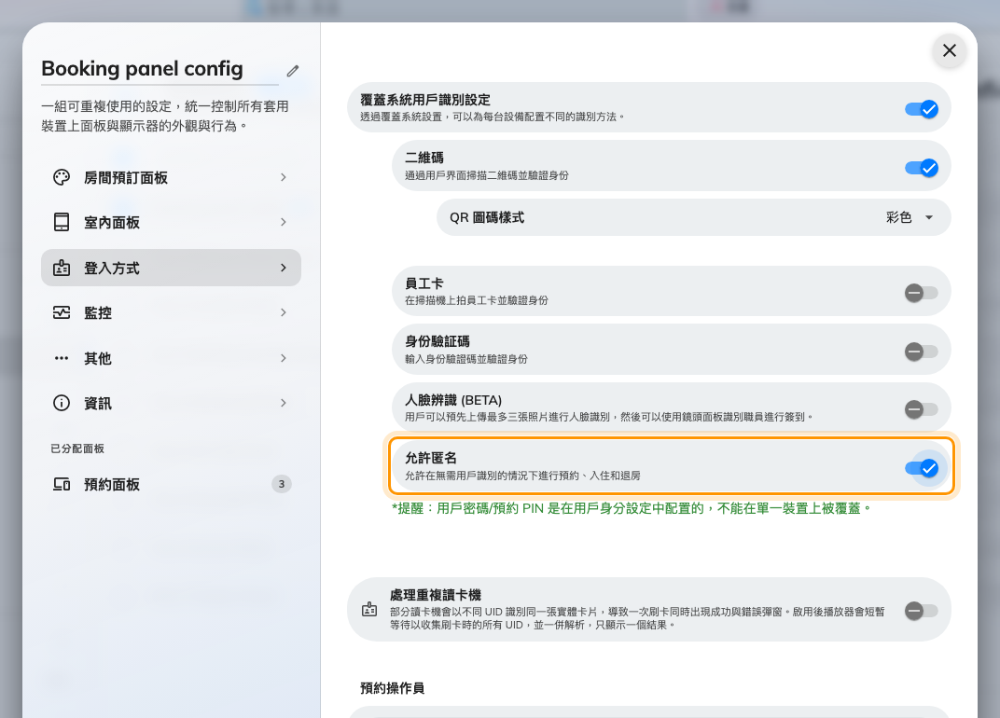 Booking panel config
一組可重複使用的設定，統一控制所有套用
裝置上面板與顯示器的外觀與行為。
房間預訂面板
室內面板
登入方式
監控
其他
資訊
已分配面板
預約面板
3
覆蓋系統用戶識別設定
透過覆蓋系統設置，可以為每台設備配置不同的識別方法。
二維碼
通過用戶界面掃描二維碼並驗證身份
QR 圖碼樣式
彩色
員工卡
在掃描機上拍員工卡並驗證身份
身份驗証碼
輸入身份驗證碼並驗證身份
人臉辨識 (BETA)
用戶可以預先上傳最多三張照片進行人臉識別，然後可以使用鏡頭面板識別職員進行簽到。
允許匿名
允許在無需用戶識別的情況下進行預約、入住和退房
*提醒：用戶密碼/預約 PIN 是在用戶身分設定中配置的，不能在單一裝置上被覆蓋。
處理重複讀卡機
部分讀卡機會以不同 UID 識別同一張實體卡片，導致一次刷卡同時出現成功與錯誤彈窗。啟用後播放器會短暫
等待以收集刷卡時的所有 UID，並一併解析，只顯示一個結果。
預約操作員